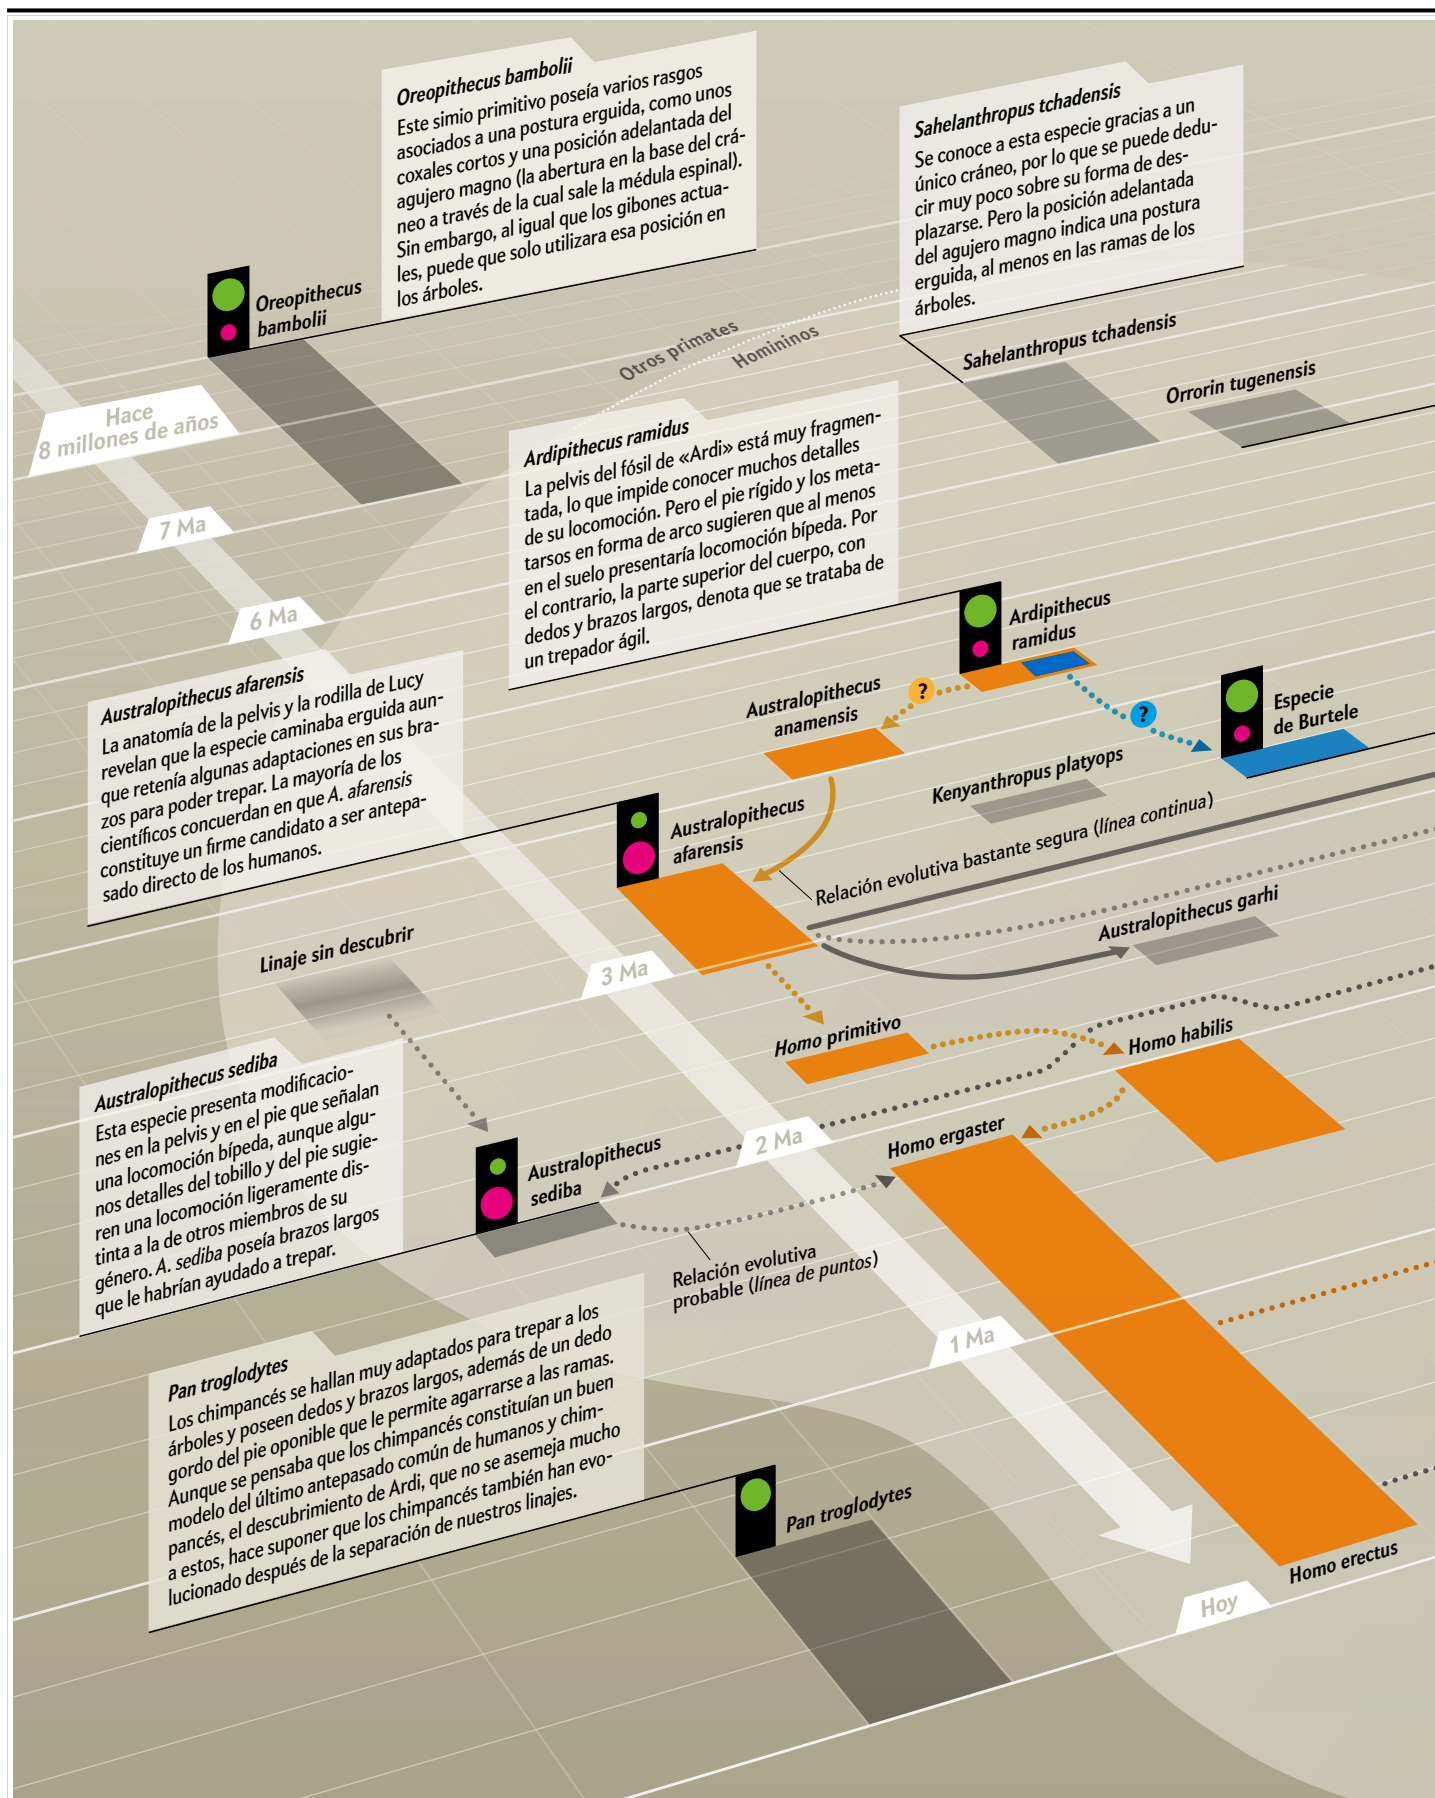 Oreopithecus bambolii
Este simio primitivo poseía varios rasgos
asociados a una postura erguida, como unos
coxales cortos y una posición adelantada del
agujero magno (la abertura en la base del crá-
neo a través de la cual sale la médula espinal).
Sin embargo, al igual que los gibones actua-
les, puede que solo utilizara esa posición en
los árboles.
Sahelanthropus tchadensis
Se conoce a esta especie gracias a un
único cráneo, por lo que se puede dedu-
cir muy poco sobre su forma de des-
plazarse. Pero la posición adelantada
del agujero magno indica una postura
erguida, al menos en las ramas de los
árboles.
Oreopithecus
bambolii
Otros primates
Homininos
Sahelanthropus tchadensis
Orrorin tugenensis
Hace
8 millones de años
Ardipithecus ramidus
La pelvis del fósil de «Ardi» está muy fragmen-
tada, lo que impide conocer muchos detalles
de su locomoción. Pero el pie rígido y los meta-
tarsos en forma de arco sugieren que al menos
en el suelo presentaría locomoción bípeda. Por
el contrario, la parte superior del cuerpo, con
dedos y brazos largos, denota que se trataba de
un trepador ágil.
7 Ma
6 Ma
Ardipithecus
ramidus
Australopithecus afarensis
La anatomía de la pelvis y la rodilla de Lucy
revelan que la especie caminaba erguida aun-
que retenía algunas adaptaciones en sus bra-
zos para poder trepar. La mayoría de los
científicos concuerdan en que A. afarensis
constituye un firme candidato a ser antepa-
sado directo de los humanos.
Australopithecus
anamensis
?
?
Especie
de Burtele
Kenyanthropus platyops
Australopithecus
afarensis
Relación evolutiva bastante segura (línea continua)
Australopithecus garhi
Linaje sin descubrir
3 Ma
Homo primitivo
Homo habilis
Australopithecus sediba
Esta especie presenta modificacio-
nes en la pelvis y en el pie que señalan
una locomoción bípeda, aunque algu-
nos detalles del tobillo y del pie sugie-
ren una locomoción ligeramente dis-
tinta a la de otros miembros de su
género. A. sediba poseía brazos largos
que le habrían ayudado a trepar.
Australopithecus
sediba
2 Ma
Homo ergaster
Relación evolutiva
probable (línea de puntos)
1 Ma
Pan troglodytes
Los chimpancés se hallan muy adaptados para trepar a los
árboles y poseen dedos y brazos largos, además de un dedo
gordo del pie oponible que le permite agarrarse a las ramas.
Aunque se pensaba que los chimpancés constituían un buen
modelo del último antepasado común de humanos y chim-
pancés, el descubrimiento de Ardi, que no se asemeja mucho
a estos, hace suponer que los chimpancés también han evo-
lucionado después de la separación de nuestros linajes.
Pan troglodytes
Homo erectus
Hoy